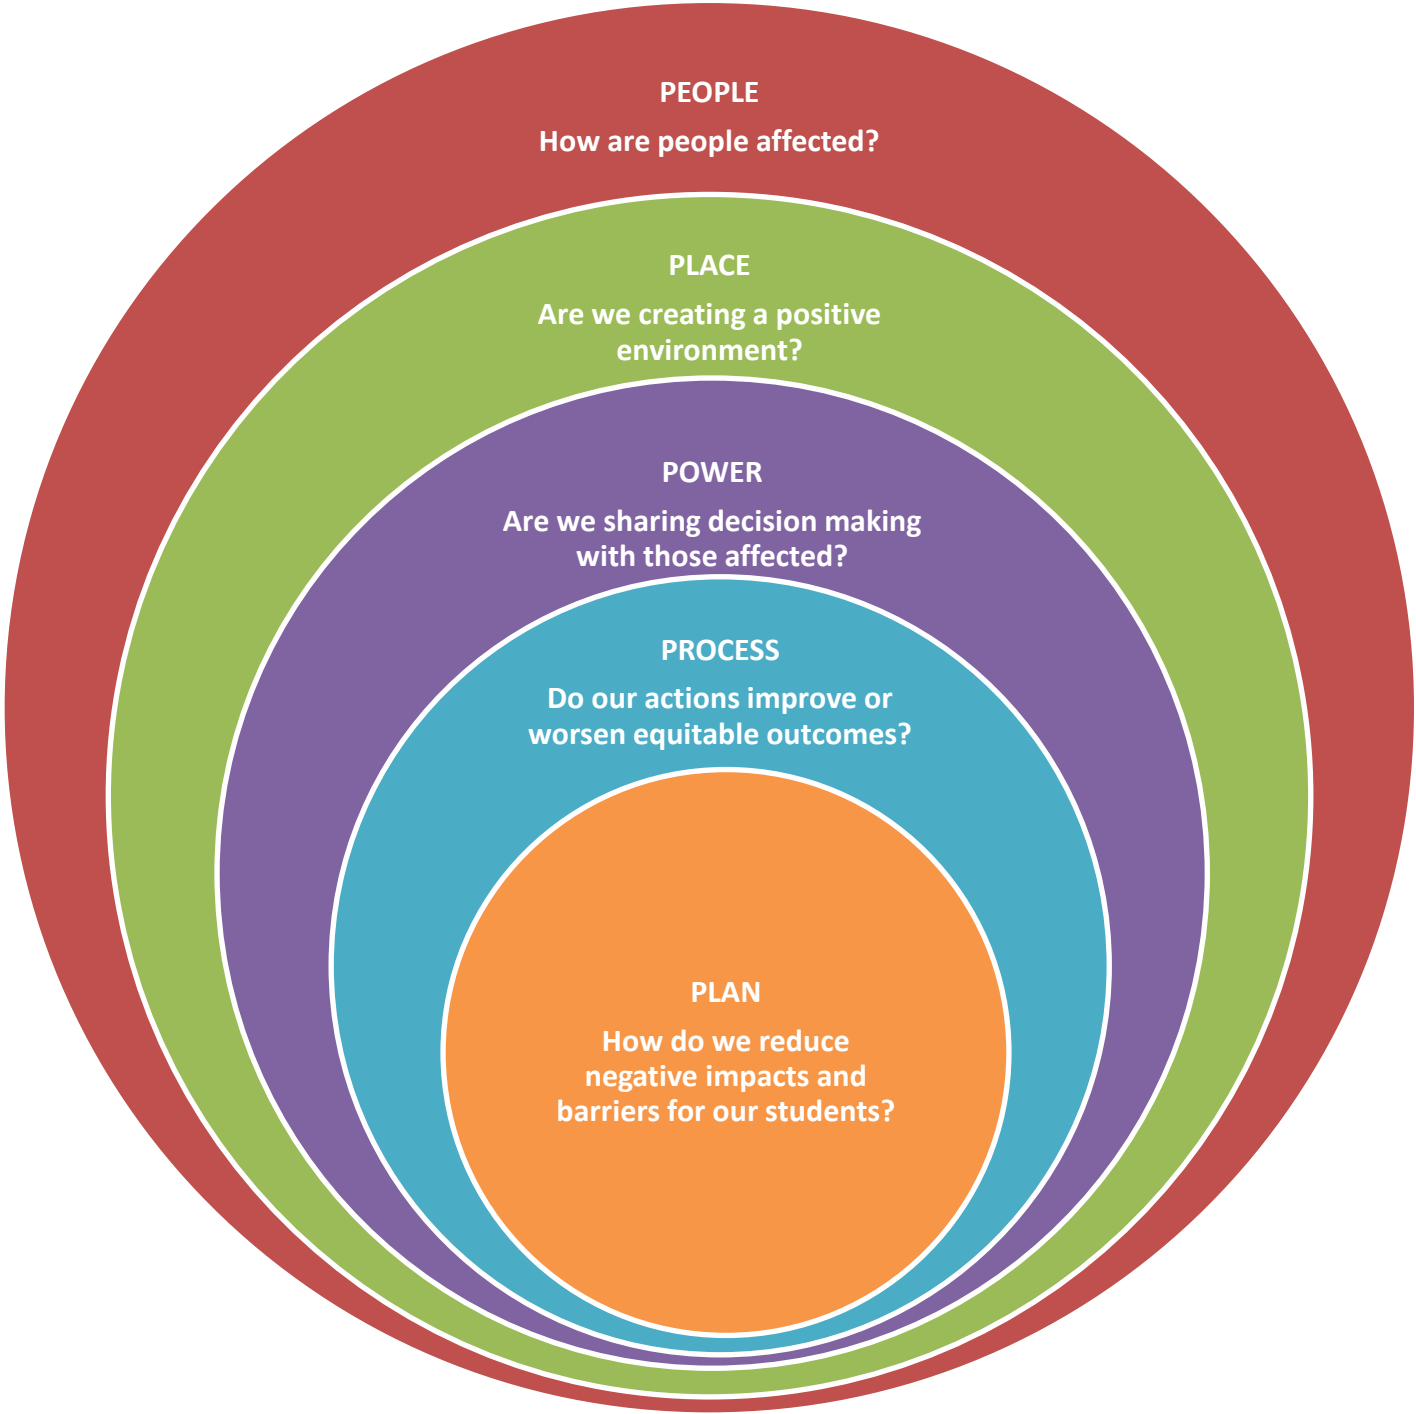 PEOPLE
How are people affected?
PLACE
Are we creating a positive
environment?
POWER
Are we sharing decision making
with those affected?
PROCESS
Do our actions improve or
worsen equitable outcomes?
PLAN
How do we reduce
negative impacts and
barriers for our students?